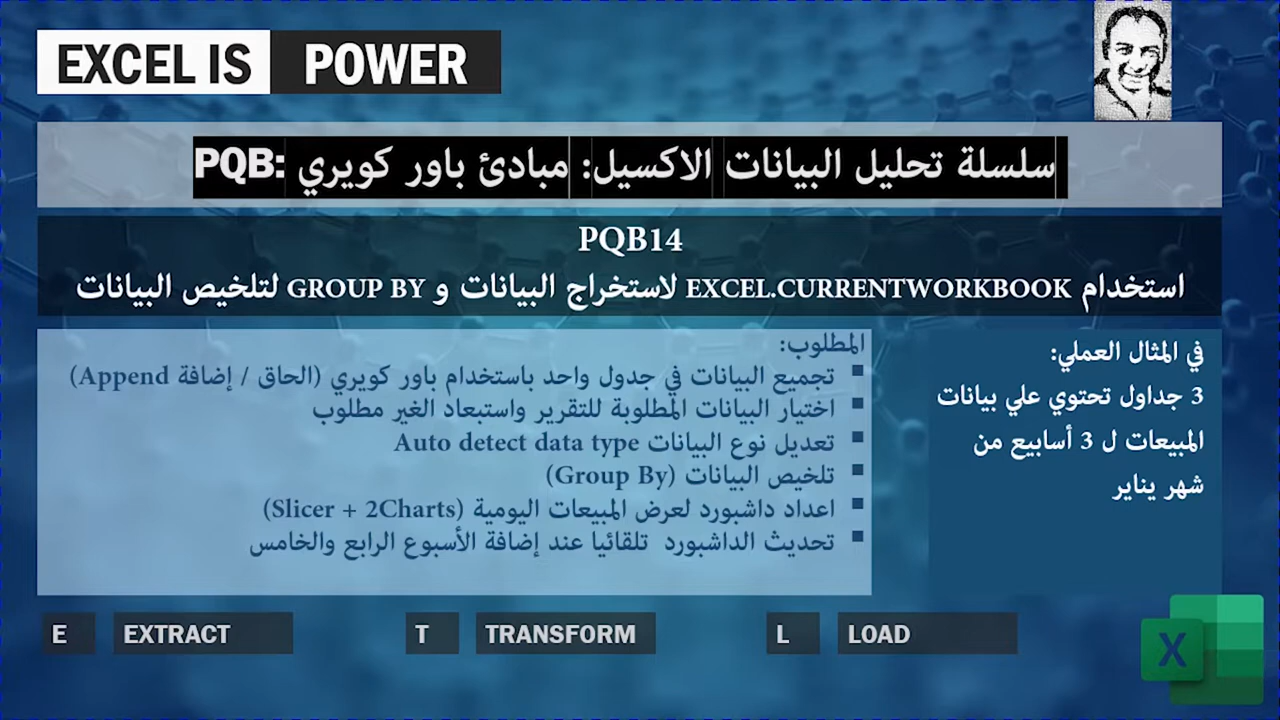 EXCEL IS POWER
سلسلة تحليل البيانات الاكسيل: مبادئ باور كويري PQB:
PQB14
استخدام EXCEL.CURRENTWORKBOOK لاستخراج البيانات و GROUP BY لتلخيص البيانات
في المثال العملي:
3 جداول تحتوي علي بيانات
المبيعات ل 3 أسابيع من
شهر يناير
المطلوب:
▪ تجميع البيانات في جدول واحد باستخدام باور كويري (الحاق / إضافة Append)
▪ اختيار البيانات المطلوبة للتقرير واستبعاد الغير مطلوب
▪ تعديل نوع البيانات Auto detect data type
▪ تلخيص البيانات (Group By)
▪ اعداد داشبورد لعرض المبيعات اليومية (Slicer + 2Charts)
▪ تحديث الداشبورد تلقائيا عند إضافة الأسبوع الرابع والخامس
E EXTRACT T TRANSFORM L LOAD
X